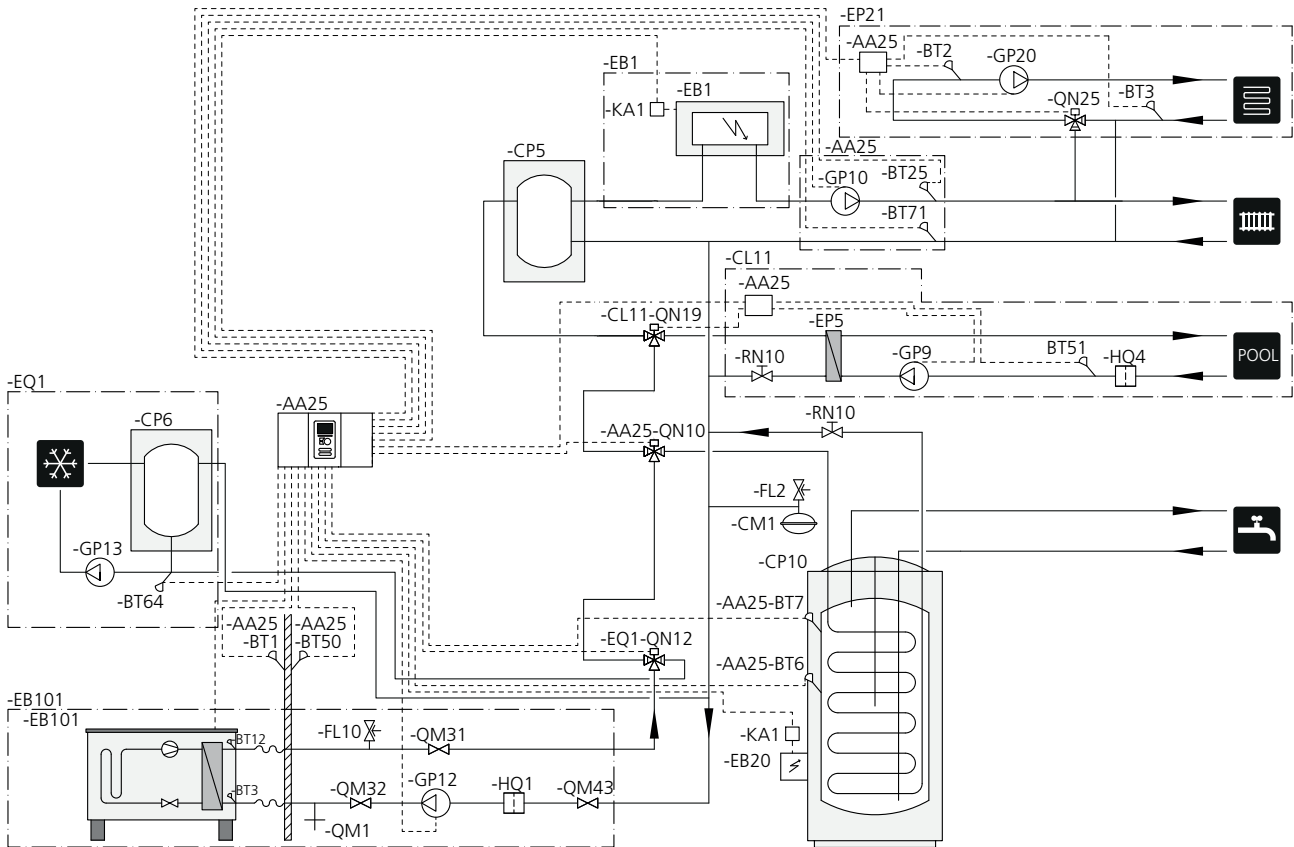 -EP21
-AA25
-BT2
-GP20
-QN25
-BT3
-EB1
-EB1
-KA1
-CP5
-AA25
-GP10
-BT25
-BT71
-CL11
-AA25
-CL11-QN19
-EP5
-RN10
-GP9
BT51
-HQ4
POOL
-EQ1
-CP6
-AA25
-RN10
-AA25-QN10
-FL2
-CM1
-GP13
-BT64
-CP10
-AA25-BT7
-AA25
-BT1
-AA25
-BT50
-EQ1-QN12
-AA25-BT6
-EB101
-EB101
-BT12
-FL10
-QM31
-KA1
-EB20
-BT3
-QM32
-GP12
-HQ1
-QM43
-QM1